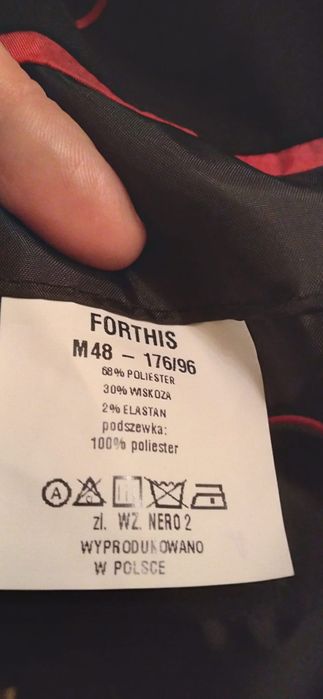 FORTHIS
M48 – 176/96
68% POLIESTER
30% WISKOZA
2% ELASTAN
podszewka:
100% poliester
A
zl. WZ. NERO 2
WYPRODUKOWANO
W POLSCE